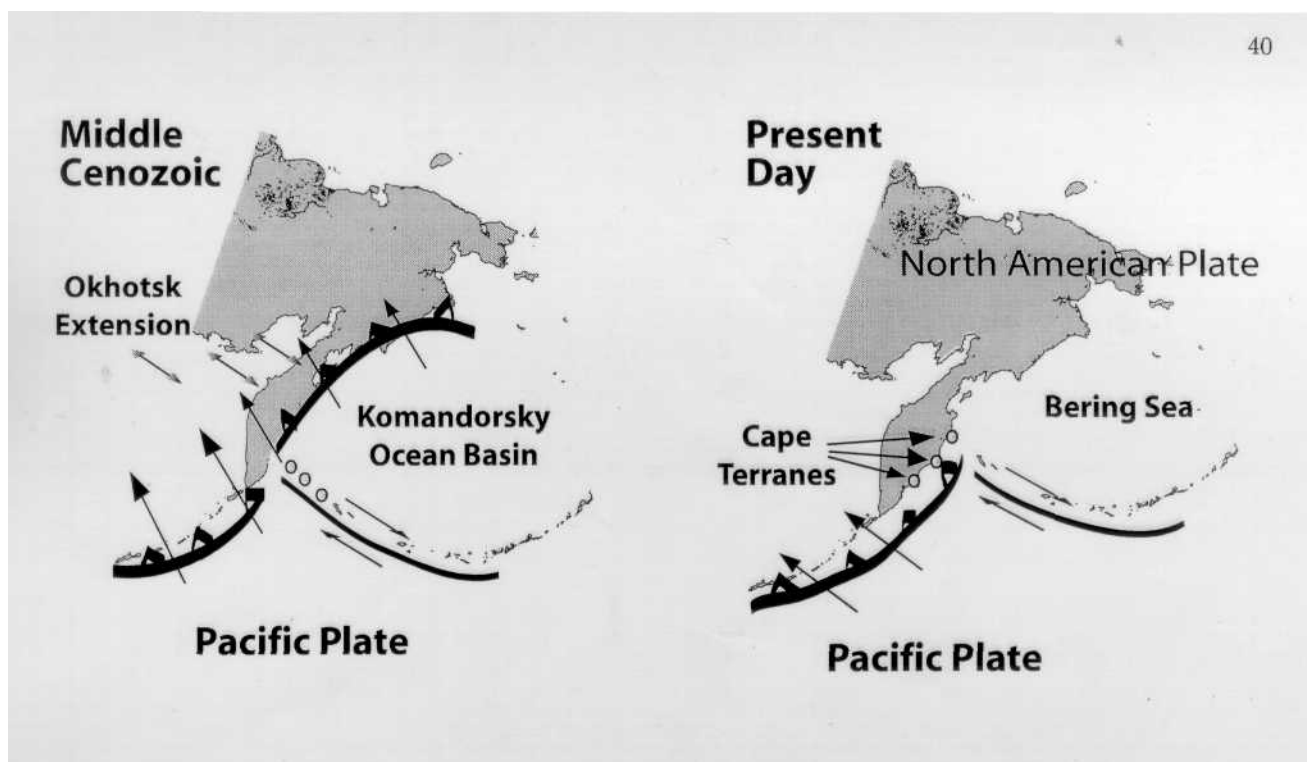 40
Middle
Cenozoic
Okhotsk
Extension
Komandorsky
Ocean Basin
Pacific Plate
Present
Day
North American Plate
Bering Sea
Cape
Terranes
Pacific Plate